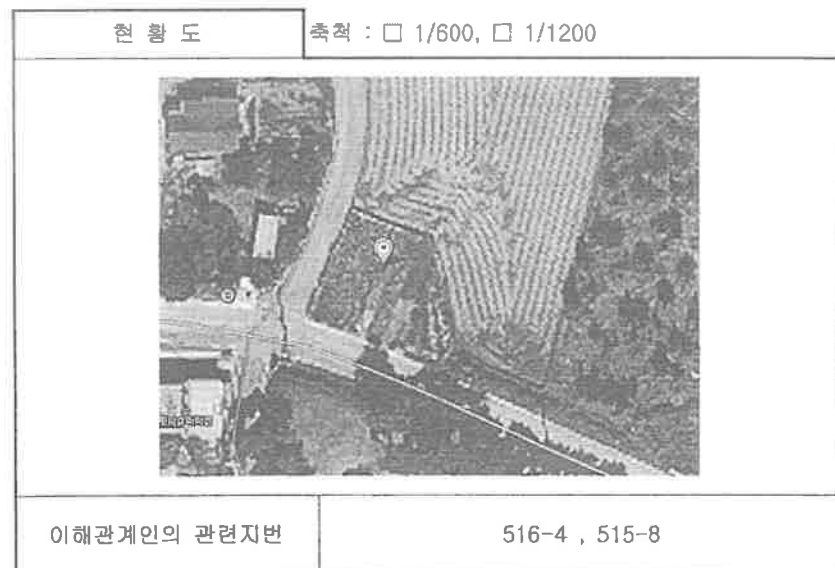 현 황 도
축척 : □ 1/600, □ 1/1200
이해관계인의 관련지번
516-4 , 515-8